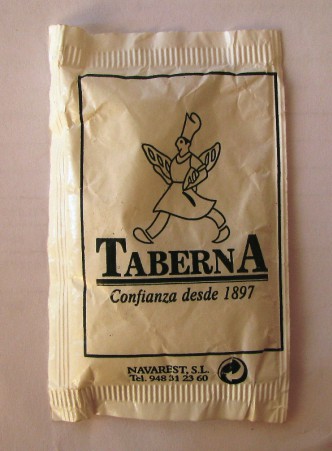 TABERNA
Confianza desde 1897
NAVAREST, S.L.
Tel. 948 31 23 60